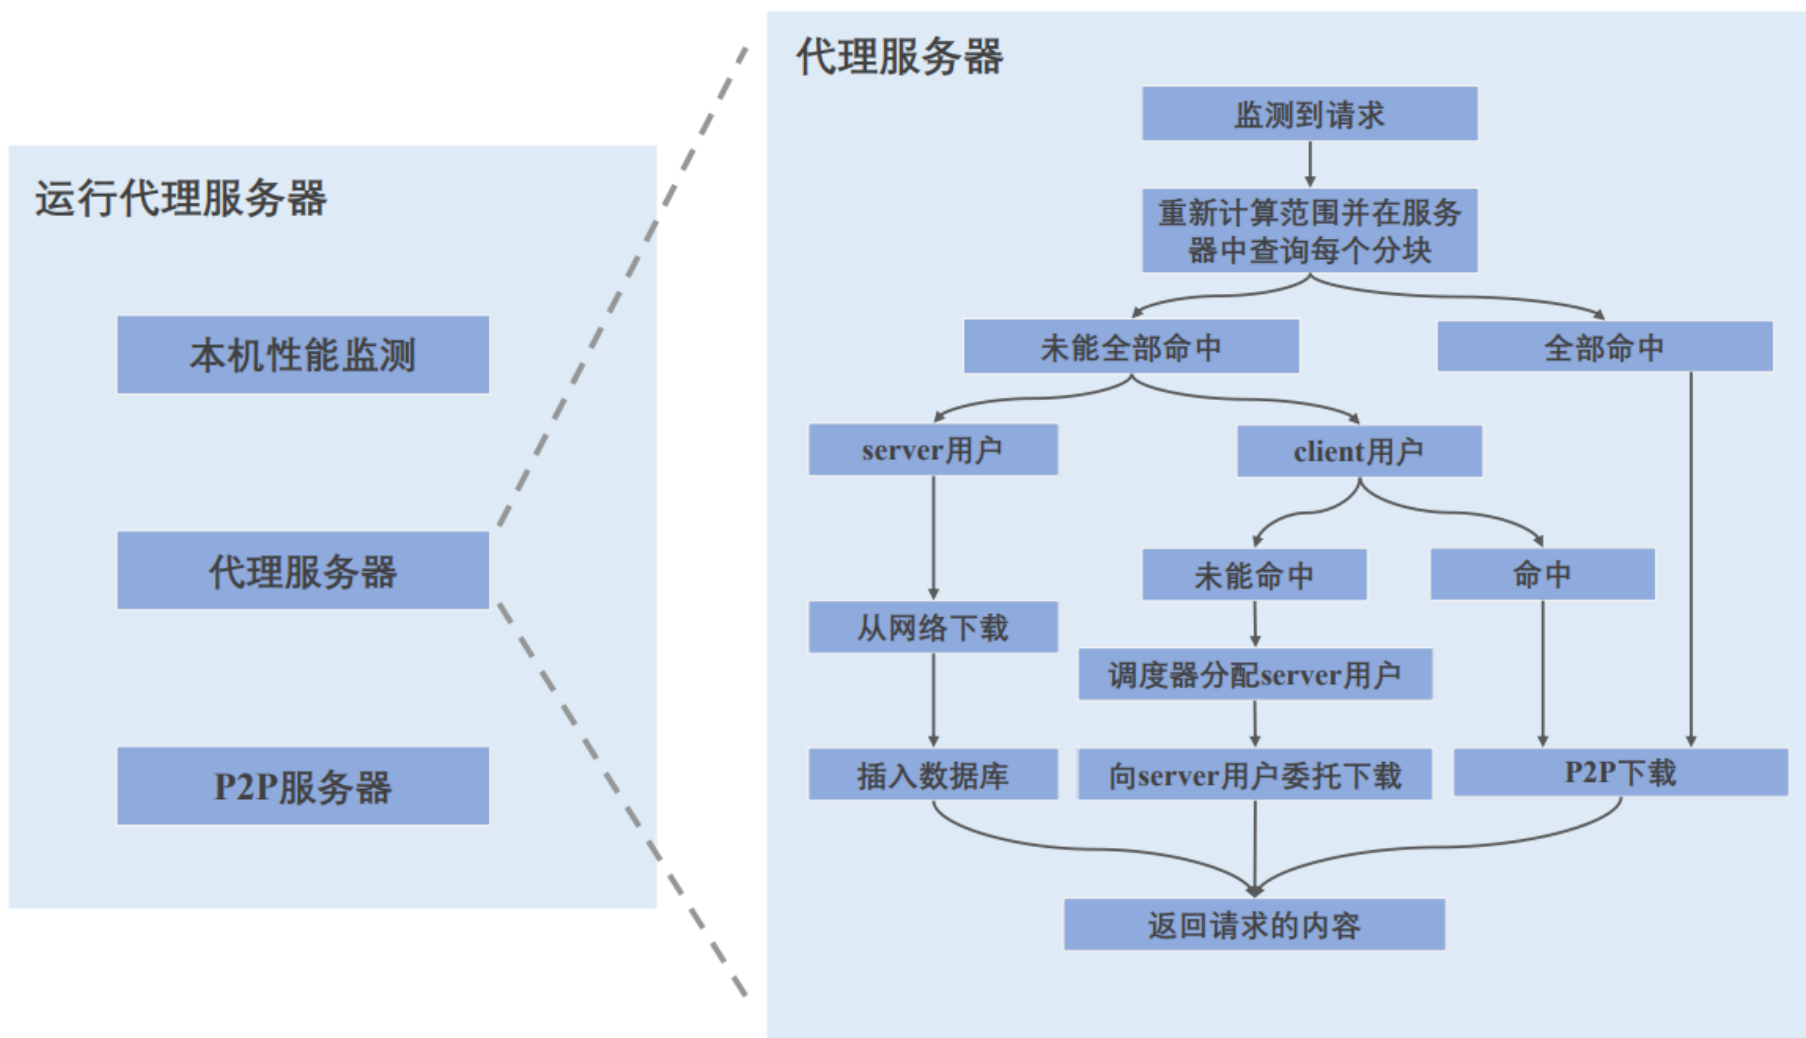 运行代理服务器
本机性能监测
代理服务器
P2P服务器
代理服务器
监测到请求
重新计算范围并在服务
器中查询每个分块
未能全部命中
全部命中
server用户
client用户
未能命中
命中
从网络下载
调度器分配server用户
插入数据库
向server用户委托下载
P2P下载
返回请求的内容